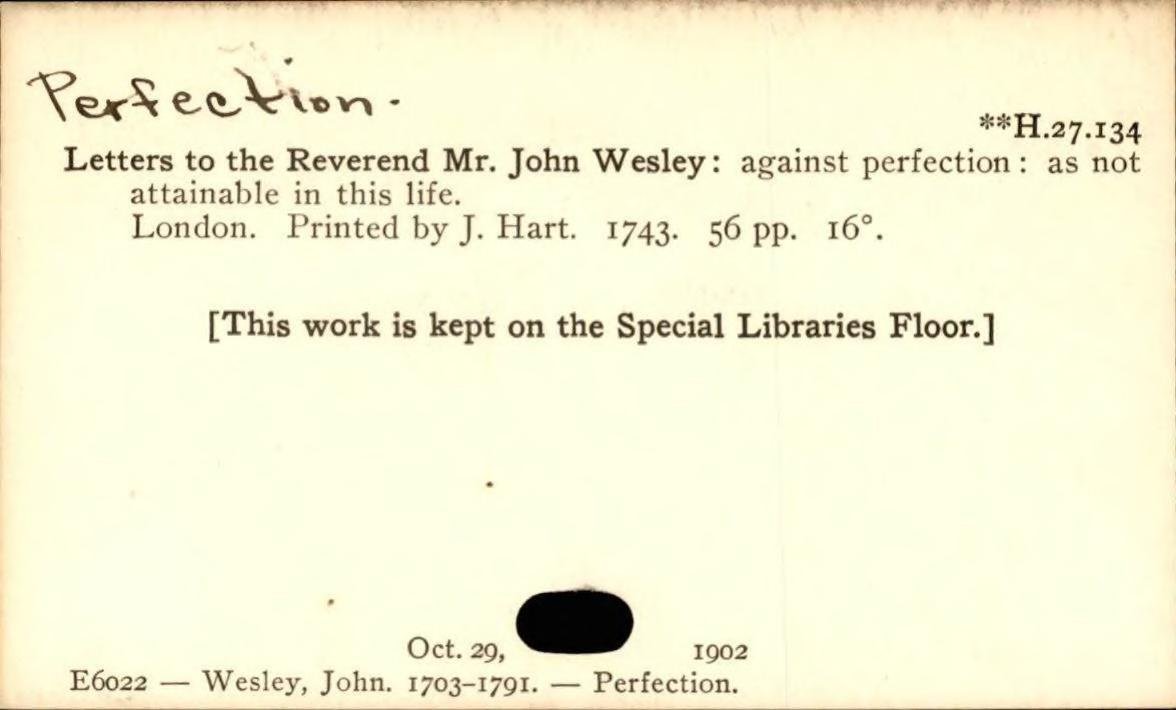 Perfection.
**H.27.134
Letters to the Reverend Mr. John Wesley: against perfection: as not
attainable in this life.
London. Printed by J. Hart. 1743. 56 pp. 16°.
[This work is kept on the Special Libraries Floor.]
Oct. 29, 1902
E6022 — Wesley, John. 1703-1791. — Perfection.